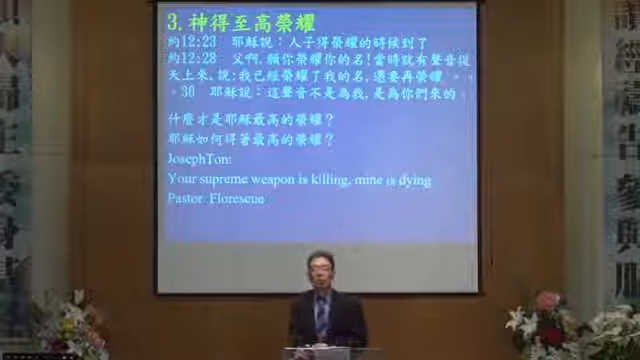 3. 神得至高榮耀
約12:23 耶穌說：人子得榮耀的時候到了
約12:28 父啊, 願你榮耀你的名! 當時就有聲音從
天上來, 說: 我已經榮耀了我的名, 還要再榮耀。。
。30 耶穌說：這聲音不是為我, 是為你們來的。
什麼才是耶穌最高的榮耀？
耶穌如何得著最高的榮耀？
JosephTon:
Your supreme weapon is killing, mine is dying
Pastor: Florescue